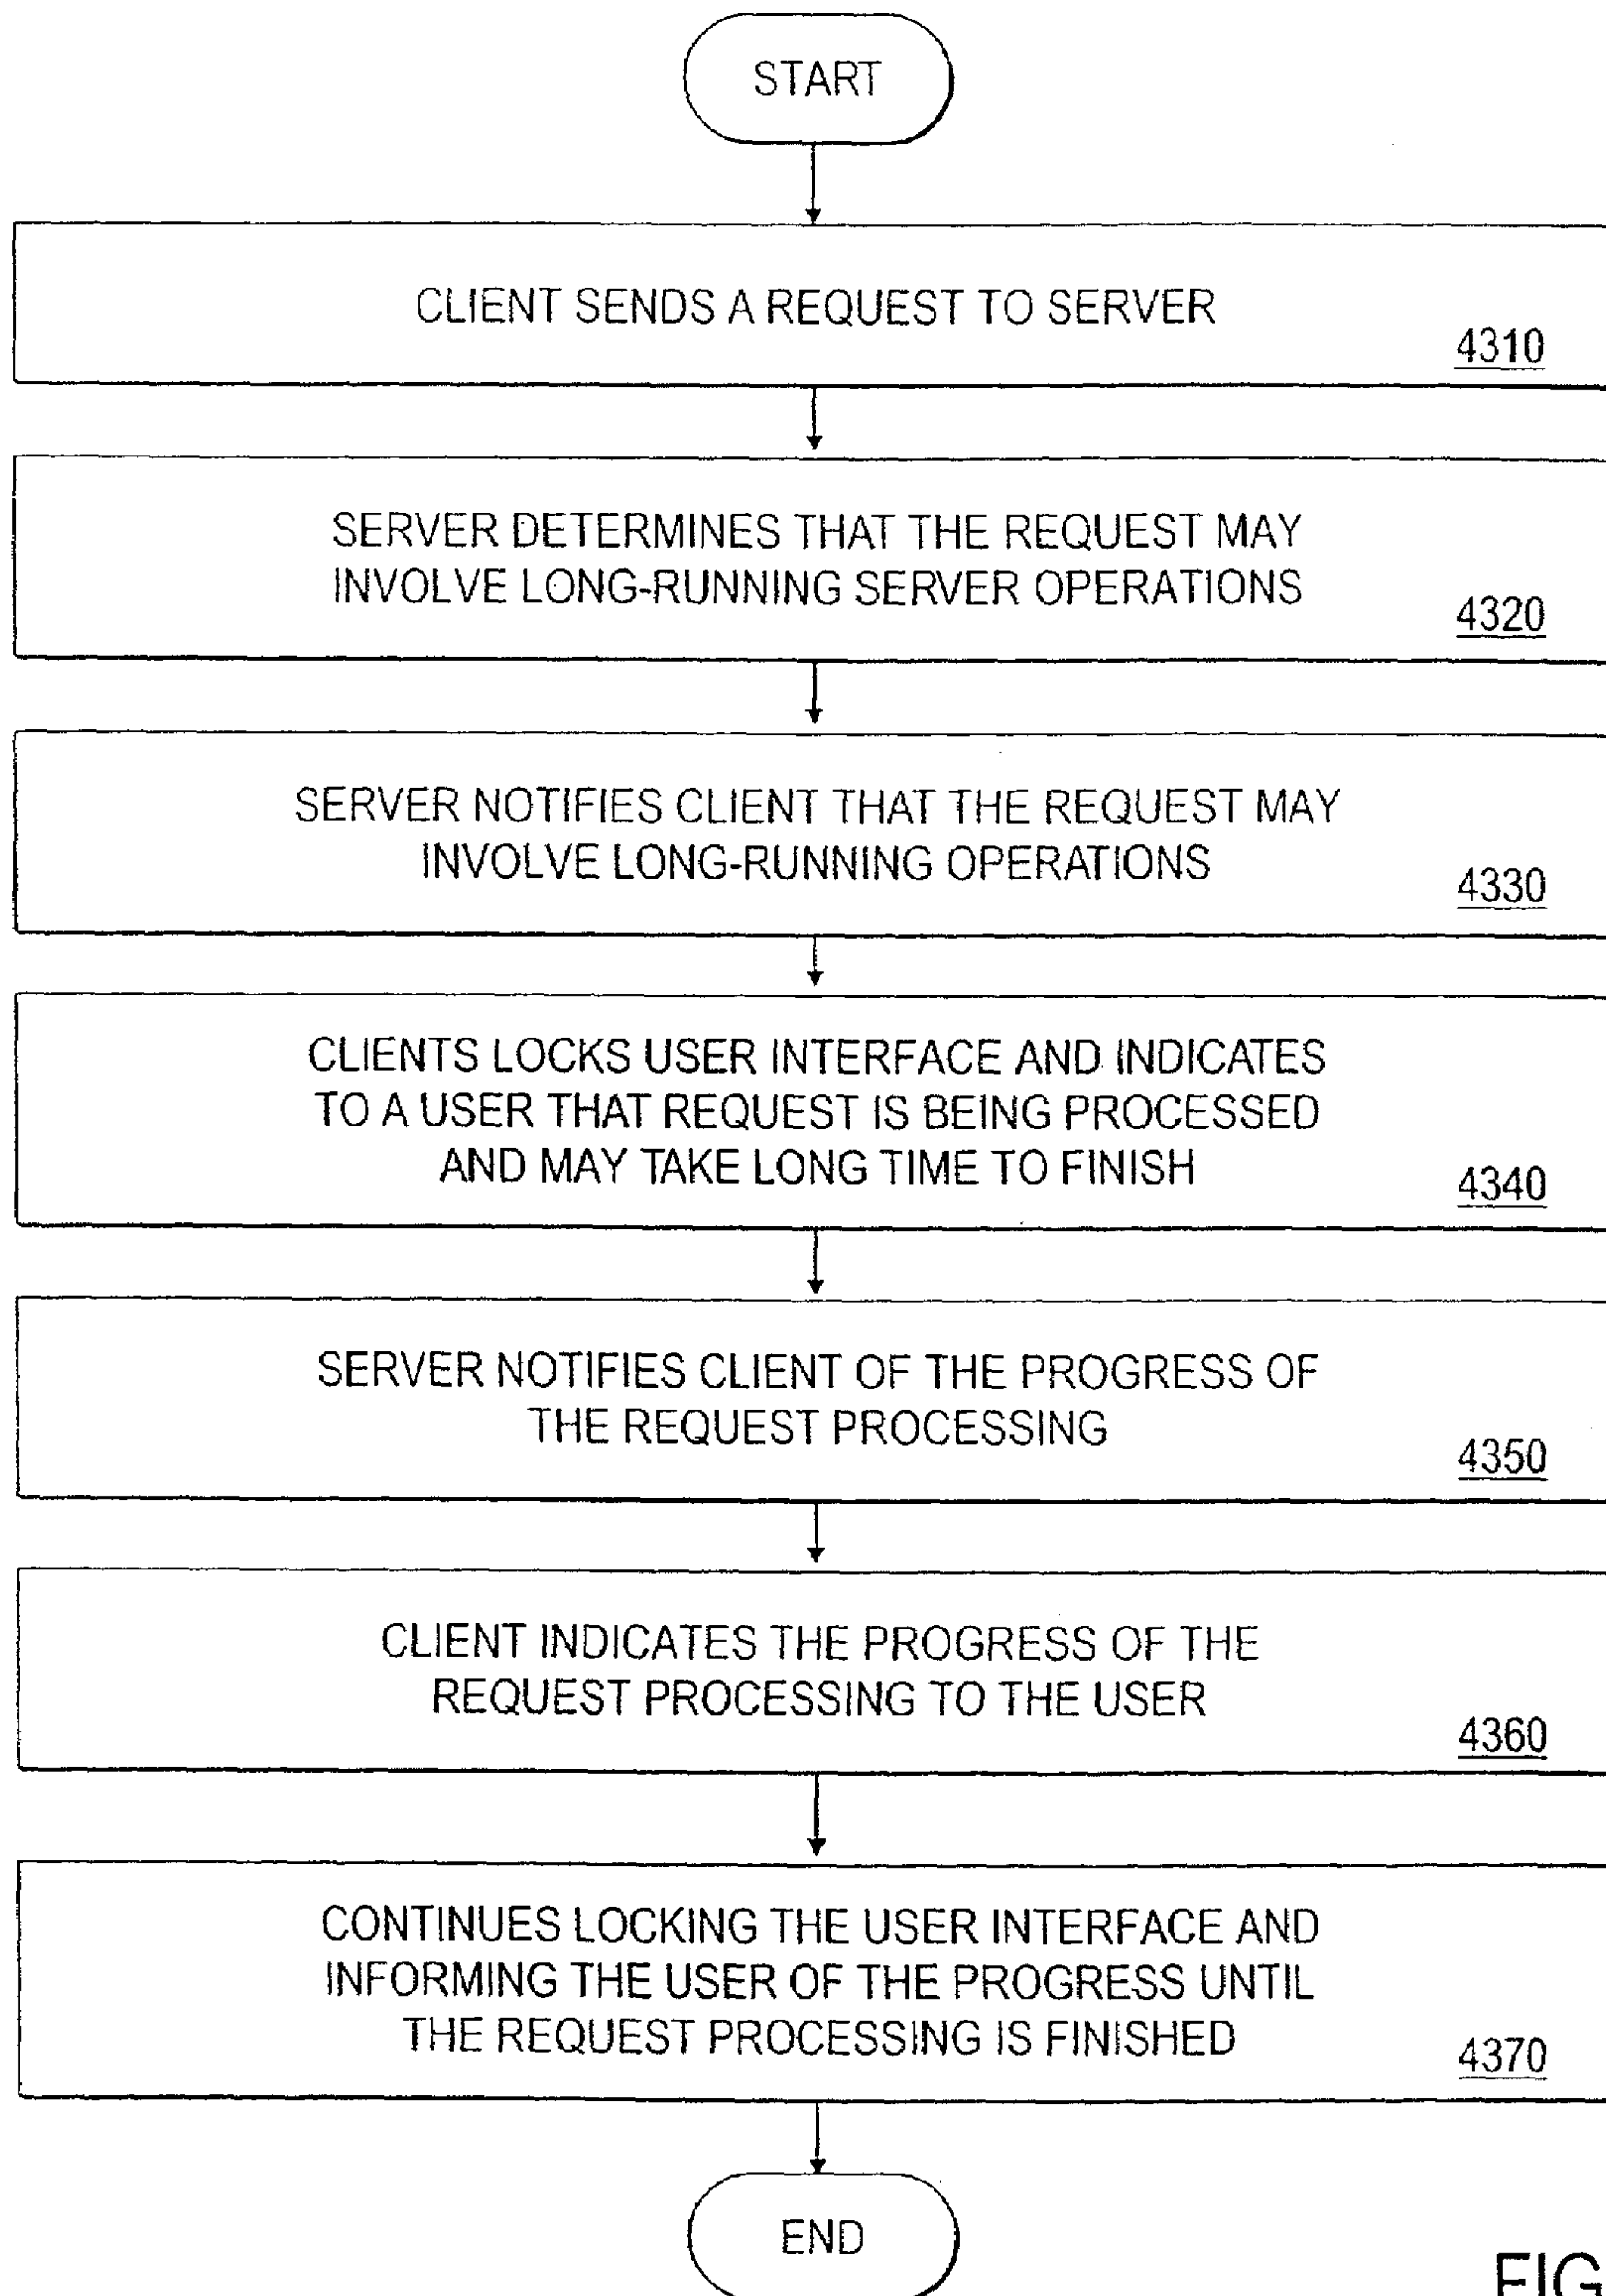 START
CLIENT SENDS A REQUEST TO SERVER
4310
SERVER DETERMINES THAT THE REQUEST MAY
INVOLVE LONG-RUNNING SERVER OPERATIONS
4320
SERVER NOTIFIES CLIENT THAT THE REQUEST MAY
INVOLVE LONG-RUNNING OPERATIONS
4330
CLIENTS LOCKS USER INTERFACE AND INDICATES
TO A USER THAT REQUEST IS BEING PROCESSED
AND MAY TAKE LONG TIME TO FINISH
4340
SERVER NOTIFIES CLIENT OF THE PROGRESS OF
THE REQUEST PROCESSING
4350
CLIENT INDICATES THE PROGRESS OF THE
REQUEST PROCESSING TO THE USER
4360
CONTINUES LOCKING THE USER INTERFACE AND
INFORMING THE USER OF THE PROGRESS UNTIL
THE REQUEST PROCESSING IS FINISHED
4370
END
FIG